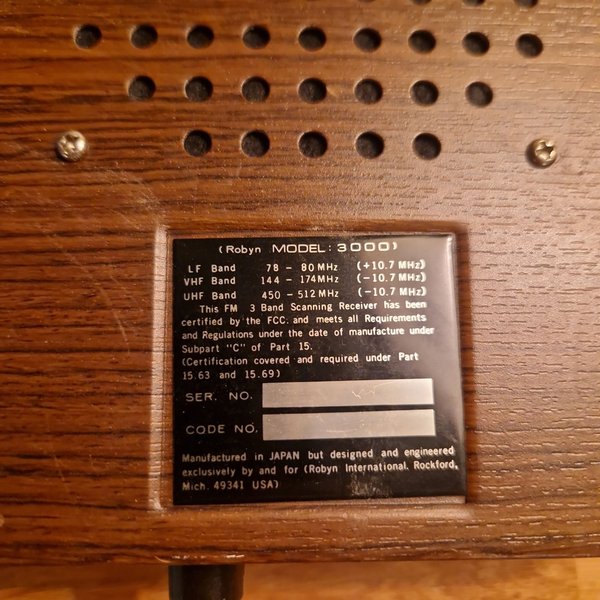 (Robyn MODEL: 3000)
LF Band 78 – 80 MHz (+10.7 MHz)
VHF Band 144 – 174MHz (−10.7 MHz)
UHF Band 450 – 512MHz (−10.7 MHz)
This FM 3 Band Scanning Receiver has been
certified by the FCC. and meets all Requirements
and Regulations under the date of manufacture under
Subpart "C" of Part 15.
(Certification covered and required under Part
15.63 and 15.69)
SER. NO.
CODE NO.
Manufactured in JAPAN but designed and engineered
exclusively by and for (Robyn International. Rockford,
Mich. 49341 USA)